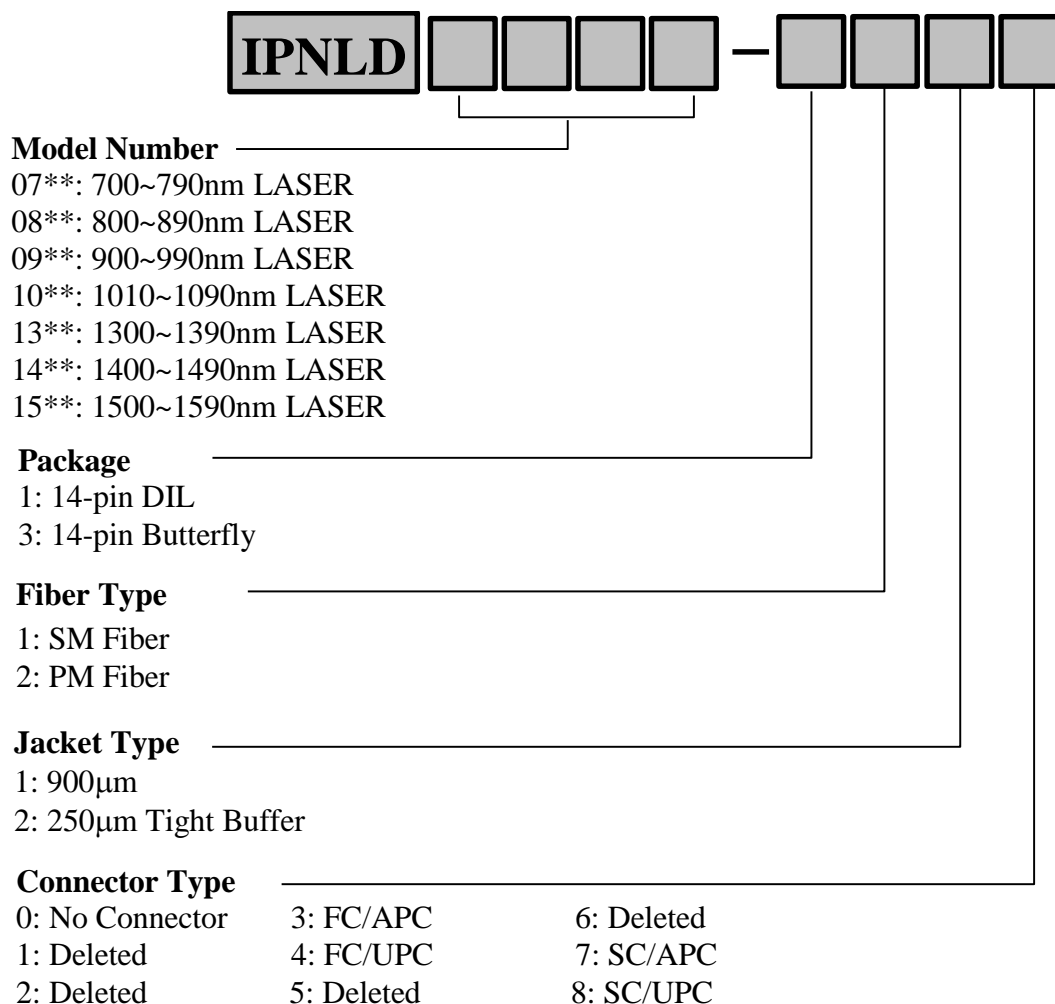 IPNLD –
Model Number
07**: 700~790nm LASER
08**: 800~890nm LASER
09**: 900~990nm LASER
10**: 1010~1090nm LASER
13**: 1300~1390nm LASER
14**: 1400~1490nm LASER
15**: 1500~1590nm LASER
Package
1: 14-pin DIL
3: 14-pin Butterfly
Fiber Type
1: SM Fiber
2: PM Fiber
Jacket Type
1: 900μm
2: 250μm Tight Buffer
Connector Type
0: No Connector 3: FC/APC 6: Deleted
1: Deleted 4: FC/UPC 7: SC/APC
2: Deleted 5: Deleted 8: SC/UPC